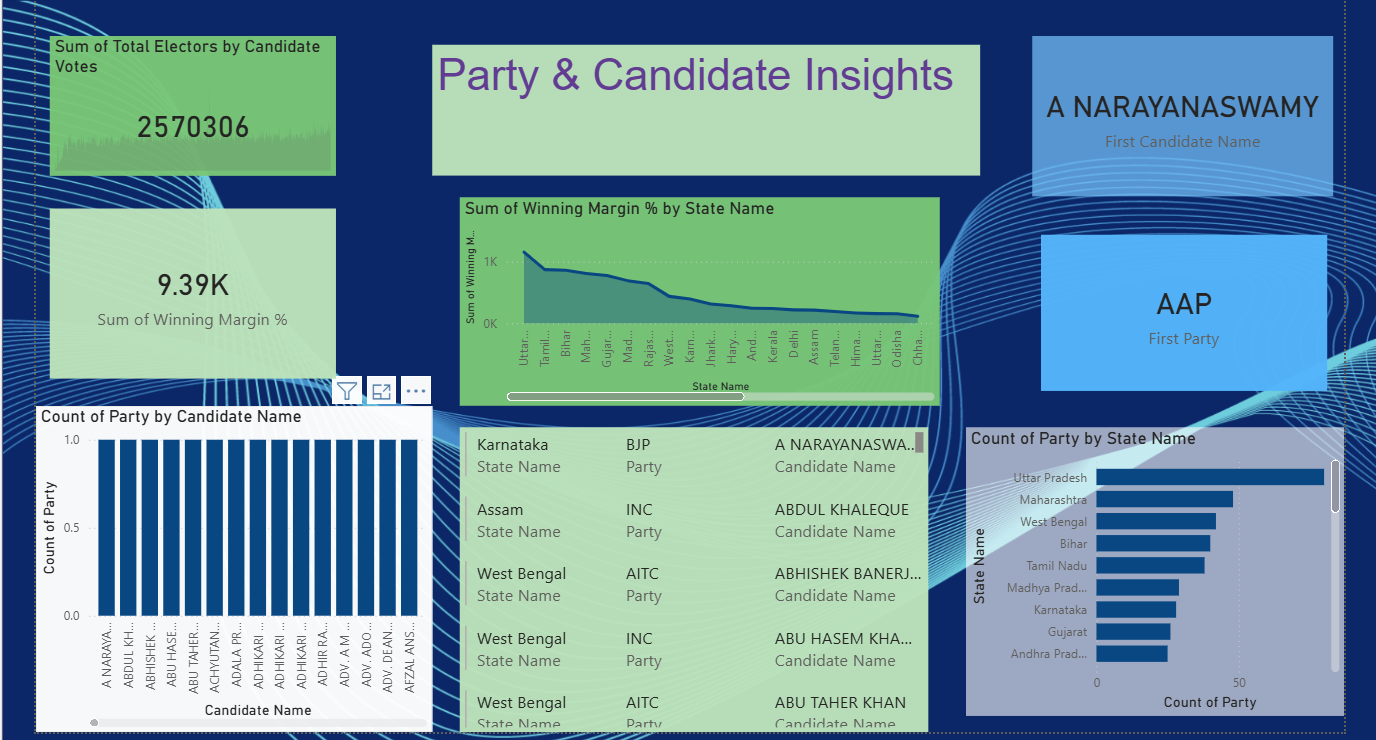 Sum of Total Electors by Candidate
Votes
2570306
Party & Candidate Insights
A NARAYANASWAMY
First Candidate Name
9.39K
Sum of Winning Margin %
Sum of Winning Margin % by State Name
Sum of Winning M...
1K
0K
Uttar...
Tamil...
Bihar
Mah...
Gujar...
Mad...
Rajas...
West...
Karn...
Jhark...
Hary...
And...
Kerala
Delhi
Assam
Telan...
Hima...
Uttar...
Odisha
Chha...
State Name
AAP
First Party
Count of Party by Candidate Name
Count of Party
1.0
0.5
0.0
A NARAYA...
ABDUL KH...
ABHISHEK ...
ABU HASE...
ABU TAHER...
ACHYUTAN...
ADALA PR...
ADHIKARI ...
ADHIKARI ...
ADHIKARI ...
ADHIR RA...
ADV. A M ...
ADV. ADO...
ADV. DEAN...
AFZAL ANS...
Candidate Name
Karnataka BJP A NARAYANASWA...
State Name Party Candidate Name
Assam INC ABDUL KHALEQUE
State Name Party Candidate Name
West Bengal AITC ABHISHEK BANERJ...
State Name Party Candidate Name
West Bengal INC ABU HASEM KHA...
State Name Party Candidate Name
West Bengal AITC ABU TAHER KHAN
State Name Party Candidate Name
Count of Party by State Name
State Name
Uttar Pradesh
Maharashtra
West Bengal
Bihar
Tamil Nadu
Madhya Prad...
Karnataka
Gujarat
Andhra Prad...
0 50
Count of Party